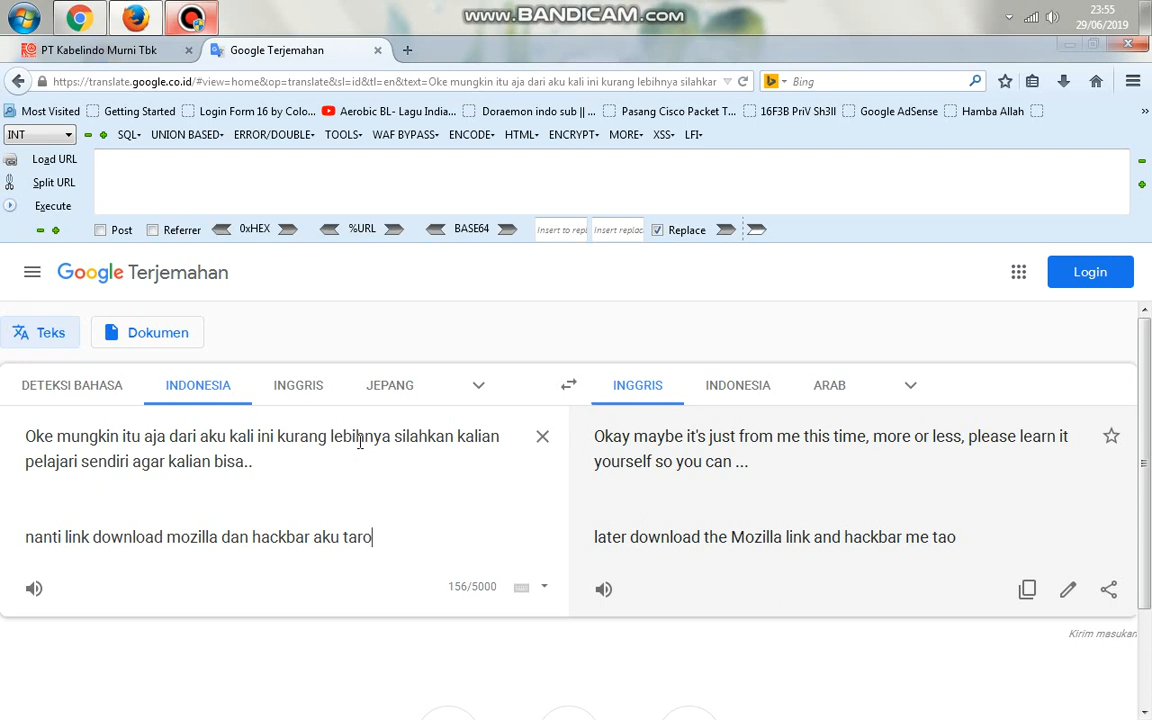 www.BANDICAM.com
23:55
29/06/2019
PT Kabelindo Murni Tbk
Google Terjemahan
https://translate.google.co.id/#view=home&op=translate&sl=id&tl=en&text=Oke mungkin itu aja dari aku kali ini kurang lebihnya silahkar
Bing
Most Visited
Getting Started
Login Form 16 by Colo...
Aerobic BL- Lagu India...
Doraemon indo sub || ...
Pasang Cisco Packet T...
16F3B PriV Sh3ll
Google AdSense
Hamba Allah
INT
SQL-
UNION BASED-
ERROR/DOUBLE-
TOOLS-
WAF BYPASS-
ENCODE-
HTML-
ENCRYPT-
MORE-
XSS-
LFI-
Load URL
Split URL
Execute
Post
Referrer
0xHEX
%URL
BASE64
Insert to repl
Insert replac
Replace
Google Terjemahan
Login
Teks
Dokumen
DETEKSI BAHASA
INDONESIA
INGGRIS
JEPANG
INGGRIS
INDONESIA
ARAB
Oke mungkin itu aja dari aku kali ini kurang lebihnya silahkan kalian
pelajari sendiri agar kalian bisa..
nanti link download mozilla dan hackbar aku taro
156/5000
Okay maybe it's just from me this time, more or less, please learn it
yourself so you can ...
later download the Mozilla link and hackbar me tao
Kirim masukan